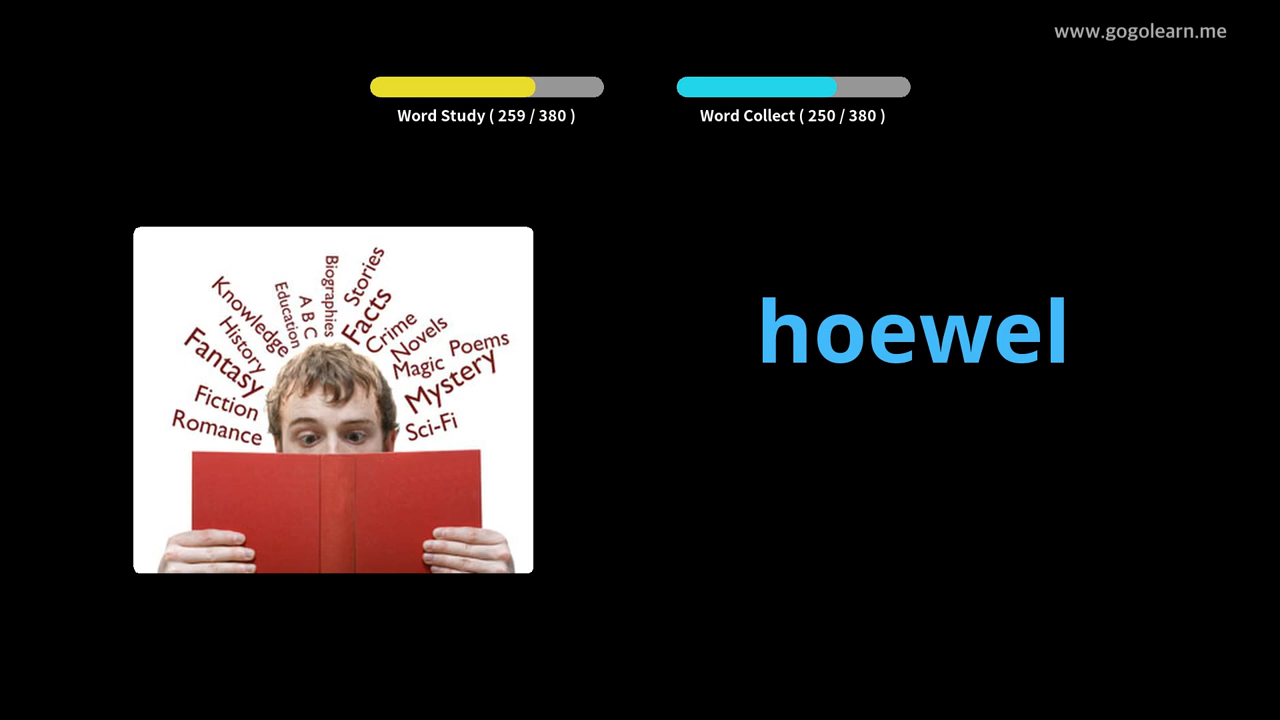 www.gogolearn.me
Word Study ( 259 / 380 )
Word Collect ( 250 / 380 )
Stories
Biographies
Facts
A B C
Education
Knowledge
History
Crime
Novels
Poems
Fantasy
Magic
Mystery
Fiction
Romance
Sci-Fi
hoewel